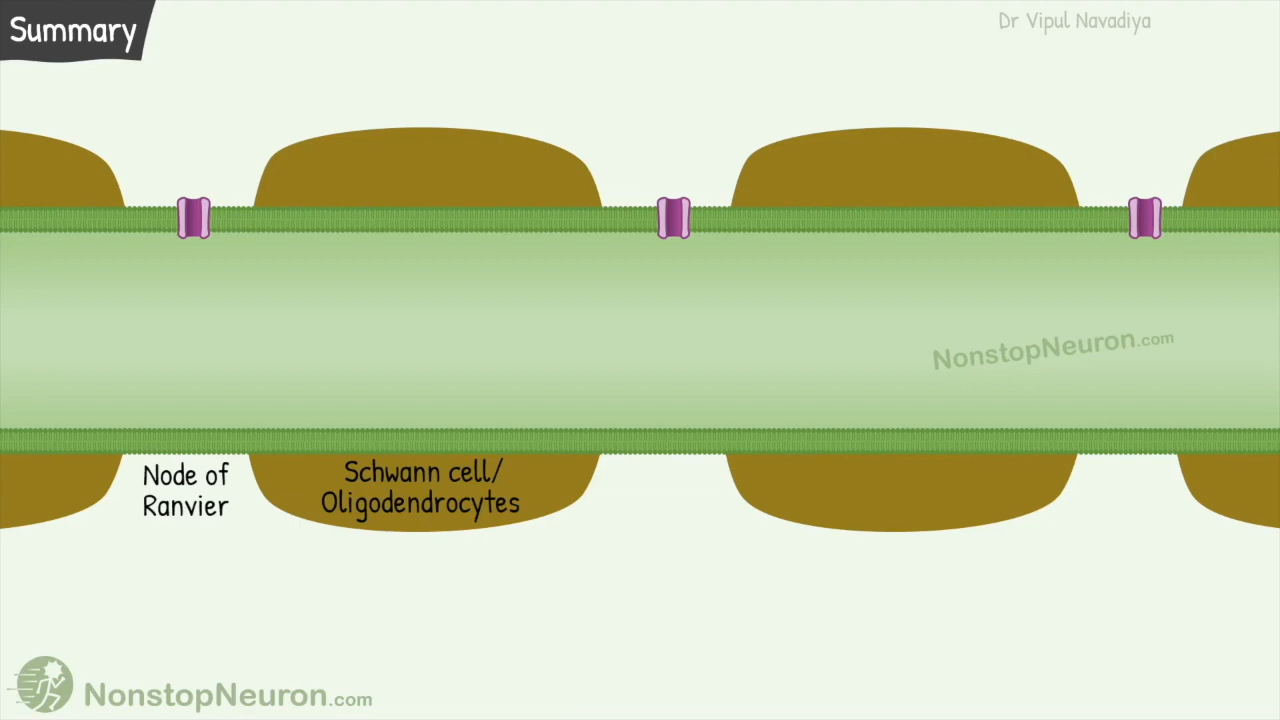 Summary
Dr Vipul Navadiya
NonstopNeuron.com
Node of
Ranvier
Schwann cell/
Oligodendrocytes
NonstopNeuron.com